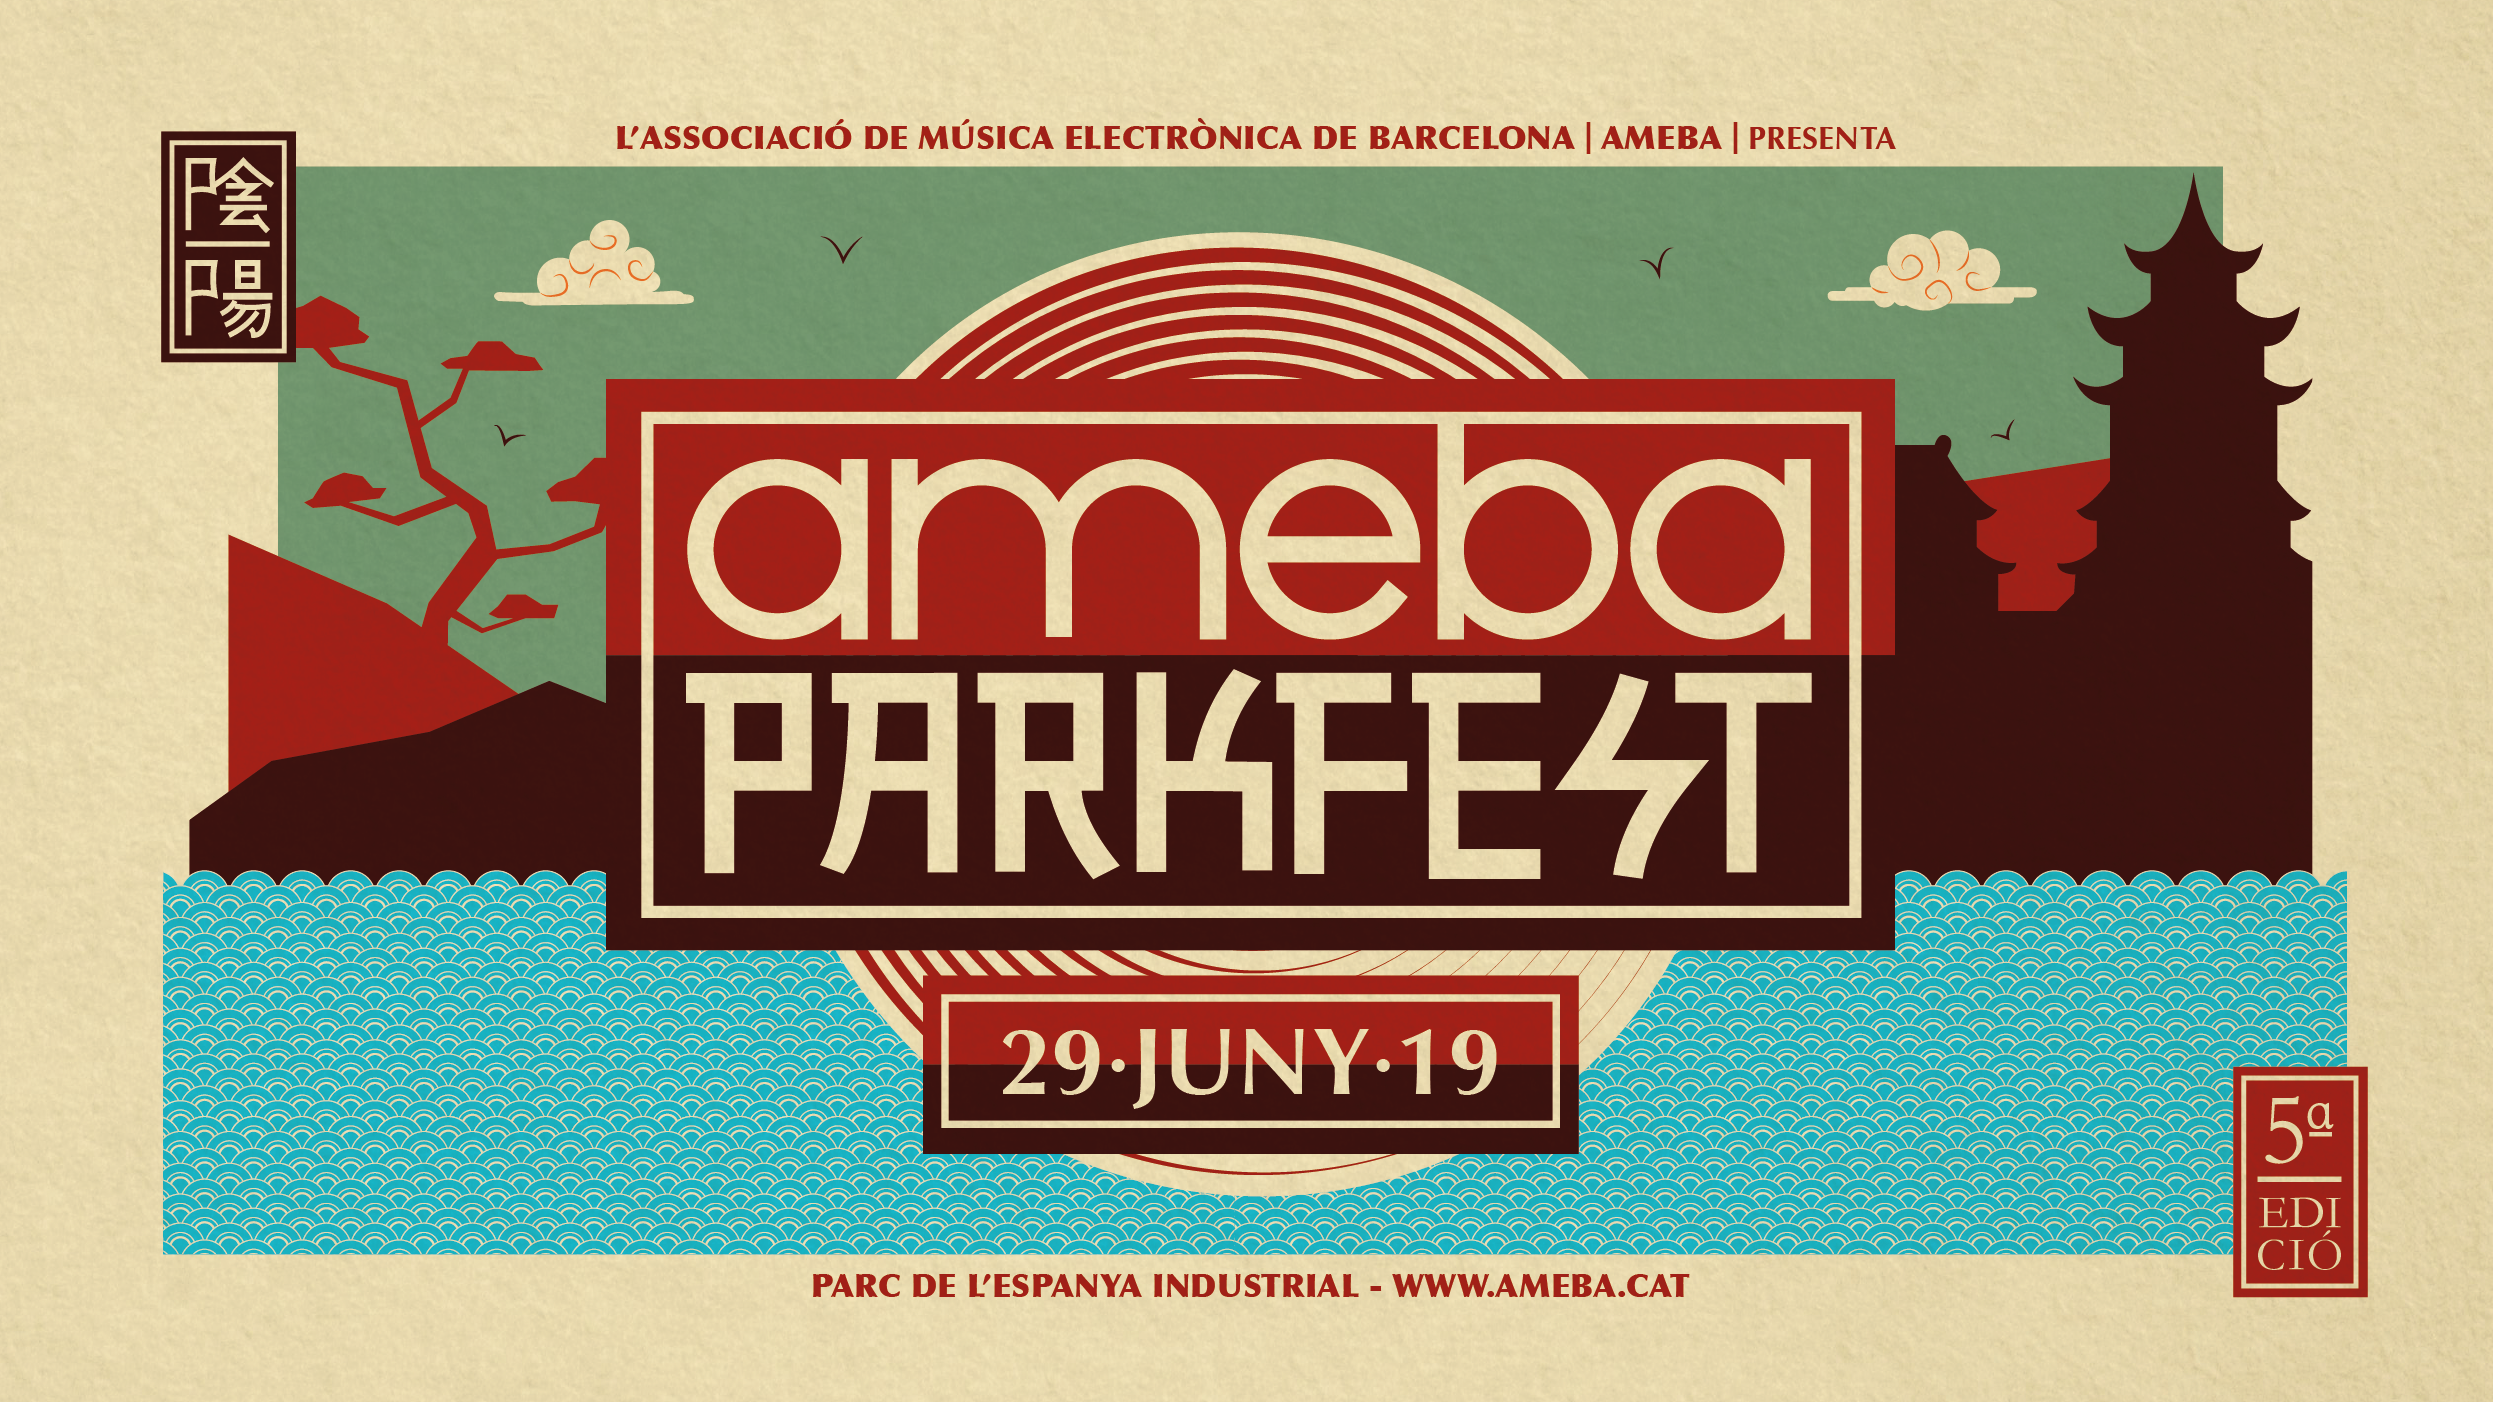 L'ASSOCIACIÓ DE MÚSICA ELECTRÒNICA DE BARCELONA | AMEBA | PRESENTA
陰
陽
ameba
PARKFEST
29·JUNY·19
5ª
EDI
CIÓ
PARC DE L'ESPANYA INDUSTRIAL - WWW.AMEBA.CAT